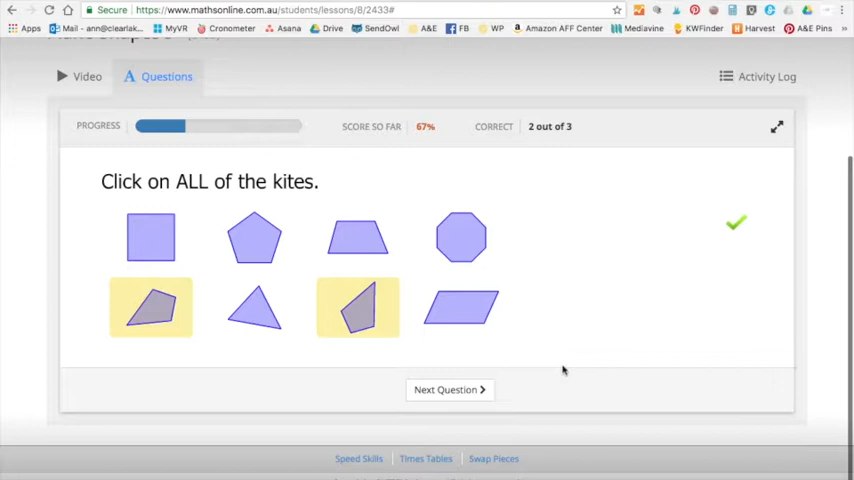 Secure https://www.mathsonline.com.au/students/lessons/8/2433#
Apps Mail - ann@clearlak MyVR Cronometer Asana Drive SendOwl A&E FB WP Amazon AFF Center Mediavine KWFinder Harvest A&E Pins
Video Questions Activity Log
PROGRESS SCORE SO FAR 67% CORRECT 2 out of 3
Click on ALL of the kites.
Next Question
Speed Skills Times Tables Swap Pieces